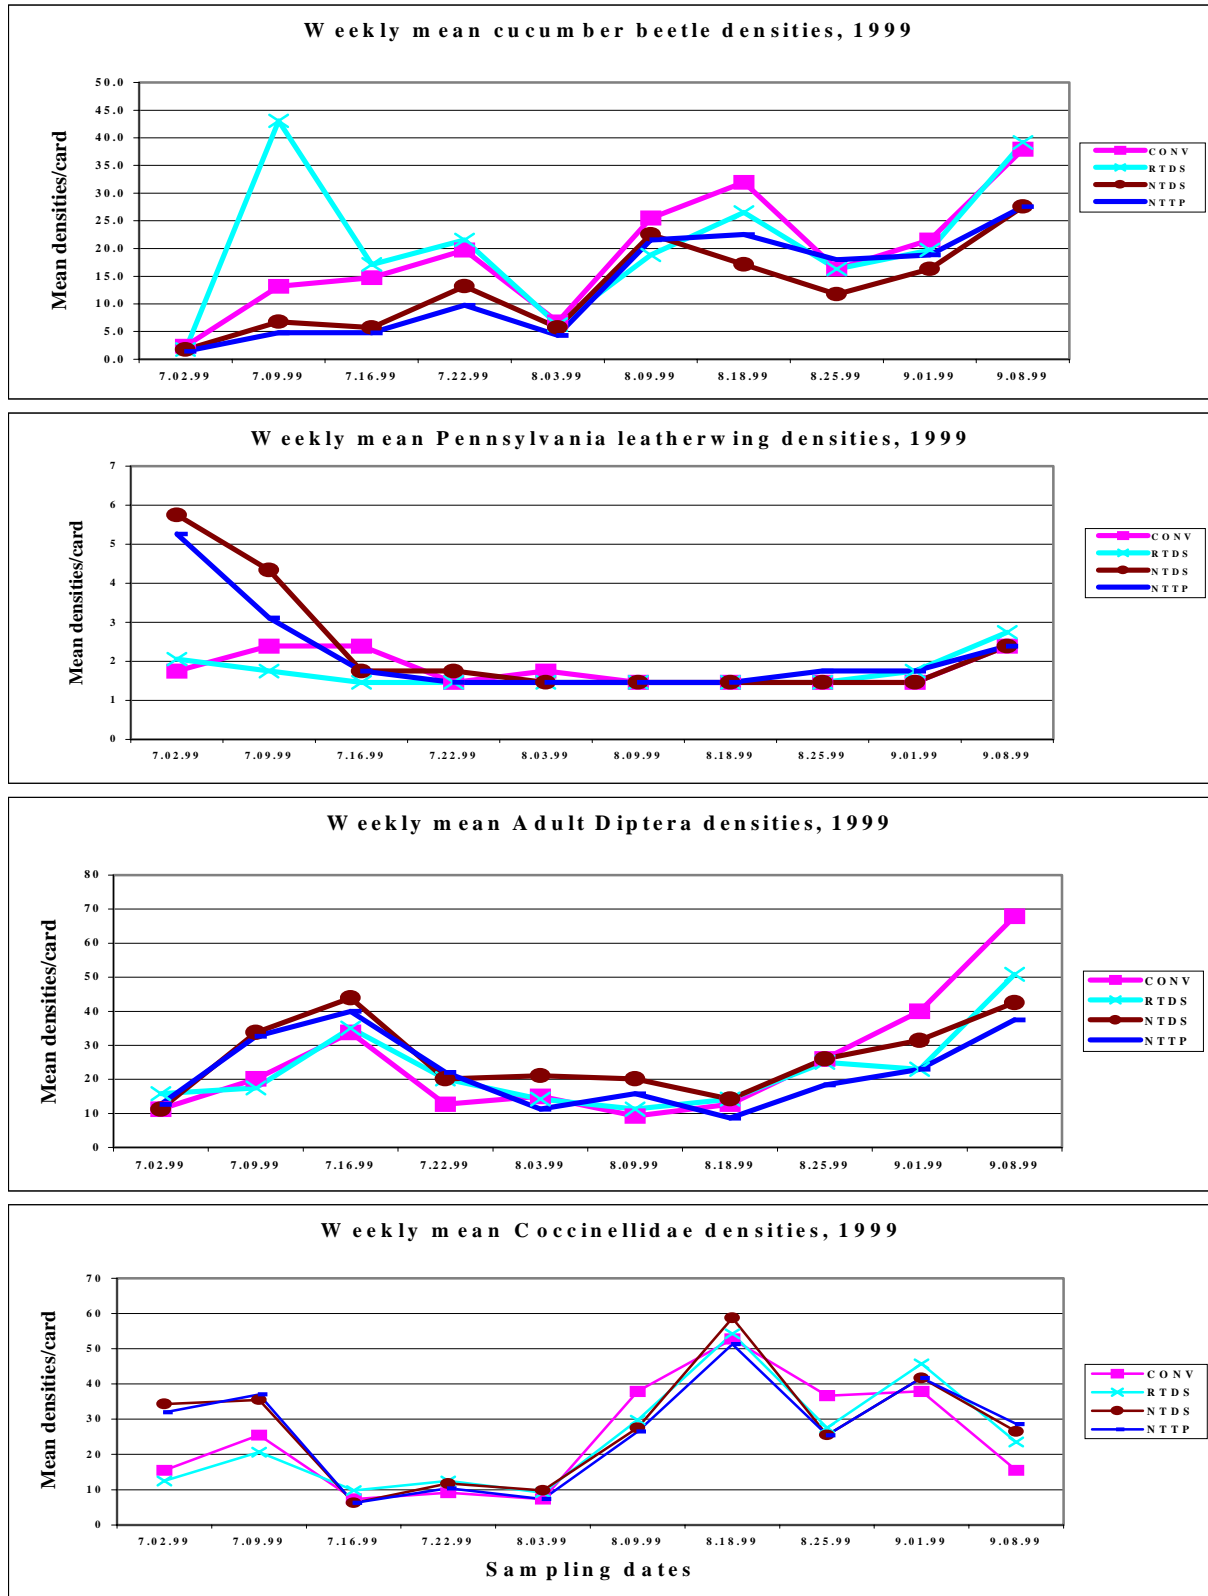 Weekly mean cucumber beetle densities, 1999
Mean densities/card
50.0
45.0
40.0
35.0
30.0
25.0
20.0
15.0
10.0
5.0
0.0
7.02.99 7.09.99 7.16.99 7.22.99 8.03.99 8.09.99 8.18.99 8.25.99 9.01.99 9.08.99
CONV
RTDS
NTDS
NTTP
Weekly mean Pennsylvania leatherwing densities, 1999
Mean densities/card
7
6
5
4
3
2
1
0
7.02.99 7.09.99 7.16.99 7.22.99 8.03.99 8.09.99 8.18.99 8.25.99 9.01.99 9.08.99
CONV
RTDS
NTDS
NTTP
Weekly mean Adult Diptera densities, 1999
Mean densities/card
80
70
60
50
40
30
20
10
0
7.02.99 7.09.99 7.16.99 7.22.99 8.03.99 8.09.99 8.18.99 8.25.99 9.01.99 9.08.99
CONV
RTDS
NTDS
NTTP
Weekly mean Coccinellidae densities, 1999
Mean densities/card
70
60
50
40
30
20
10
0
7.02.99 7.09.99 7.16.99 7.22.99 8.03.99 8.09.99 8.18.99 8.25.99 9.01.99 9.08.99
Sampling dates
CONV
RTDS
NTDS
NTTP